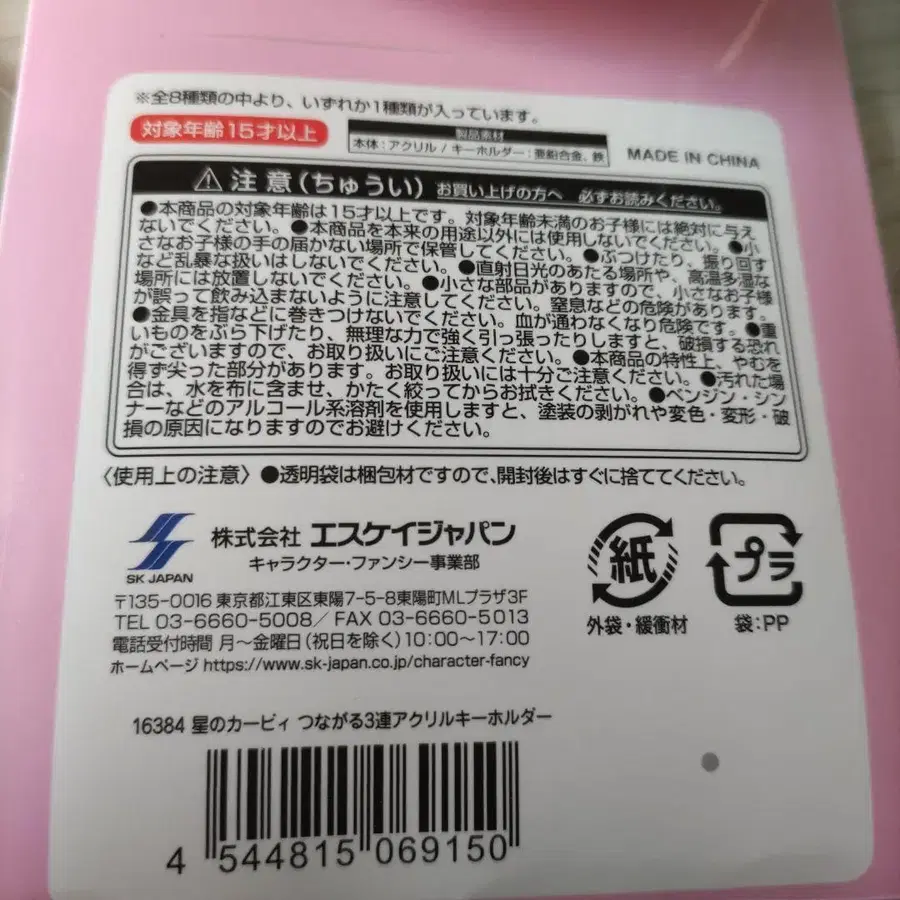 ※全8種類の中より、いずれか1種類が入っています。
対象年齢15才以上
製品素材
本体：アクリル / キーホルダー：亜鉛合金、鉄
MADE IN CHINA
注意(ちゅうい) お買い上げの方へ 必ずお読みください。
●本商品の対象年齢は15才以上です。対象年齢未満のお子様には絶対に与え
ないでください。●本商品を本来の用途以外には使用しないでください。●小
さなお子様の手の届かない場所で保管してください。●ぶつけたり、振り回す
など乱暴な扱いはしないでください。●直射日光のあたる場所や、高温多湿な
場所には放置しないでください。●小さな部品がありますので、小さなお子様
が誤って飲み込まないように注意してください。窒息などの危険があります。
●金具を指などに巻きつけないでください。血が通わなくなり危険です。●重
いものをぶら下げたり、無理な力で強く引っ張ったりしますと、破損する恐れ
がございますので、お取り扱いにご注意ください。●本商品の特性上、やむを
得ず尖った部分があります。お取り扱いには十分ご注意ください。●汚れた場
合は、水を布に含ませ、かたく絞ってからお拭きください。●ベンジン・シン
ナーなどのアルコール系溶剤を使用しますと、塗装の剥がれや変色・変形・破
損の原因になりますのでお避けください。
〈使用上の注意〉●透明袋は梱包材ですので、開封後はすぐに捨ててください。
SK JAPAN
株式会社 エスケイジャパン
キャラクター・ファンシー事業部
〒135-0016 東京都江東区東陽7-5-8東陽町MLプラザ3F
TEL 03-6660-5008／FAX 03-6660-5013
電話受付時間 月〜金曜日(祝日を除く)10:00〜17:00
ホームページ https://www.sk-japan.co.jp/character-fancy
紙
外袋・緩衝材
プラ
袋：PP
16384 星のカービィ つながる3連アクリルキーホルダー
4 544815 069150